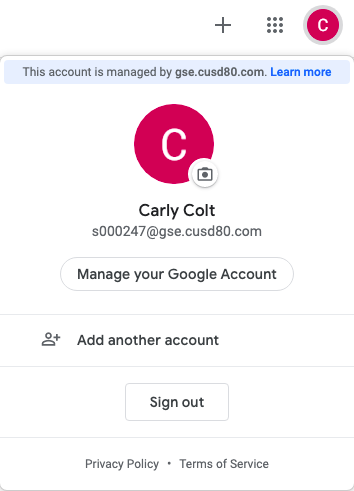 C
This account is managed by gse.cusd80.com. Learn more
C
Carly Colt
s000247@gse.cusd80.com
Manage your Google Account
Add another account
Sign out
Privacy Policy • Terms of Service